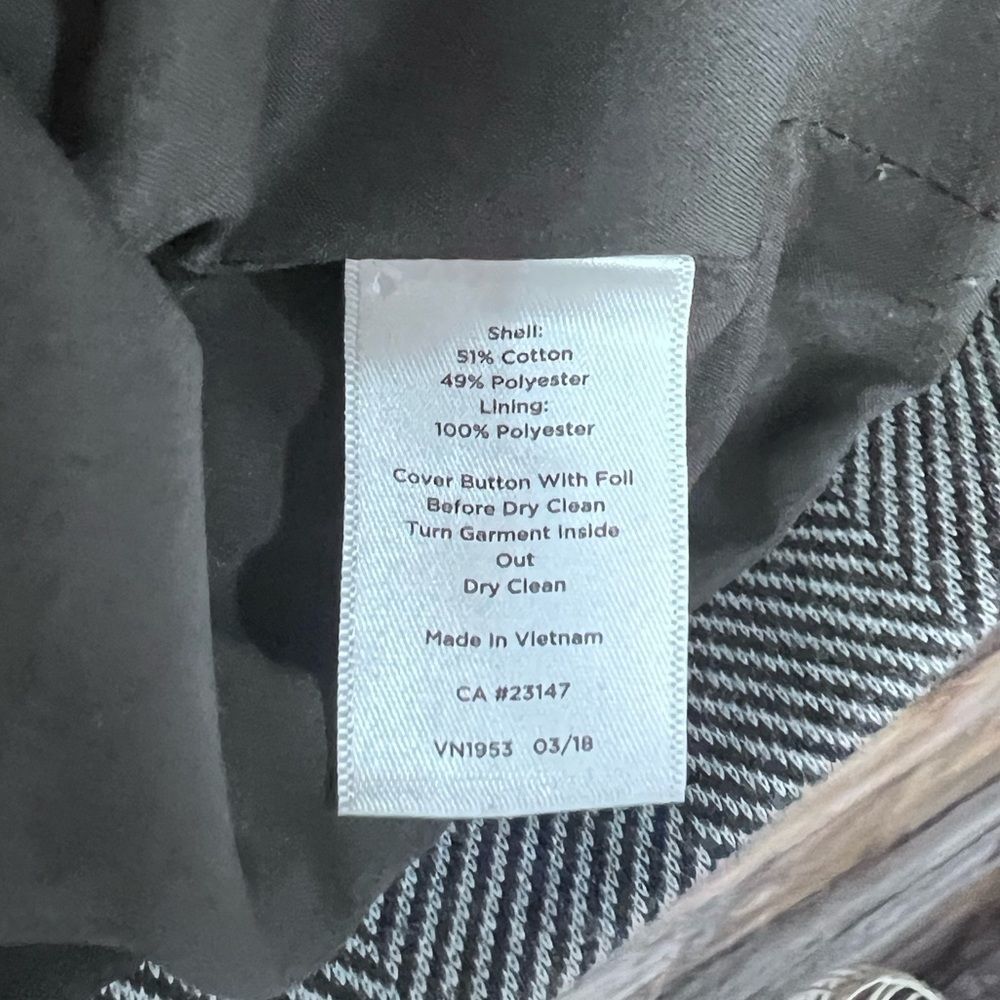 Shell:
51% Cotton
49% Polyester
Lining:
100% Polyester
Cover Button With Foil
Before Dry Clean
Turn Garment Inside
Out
Dry Clean
Made In Vietnam
CA #23147
VN1953 03/18